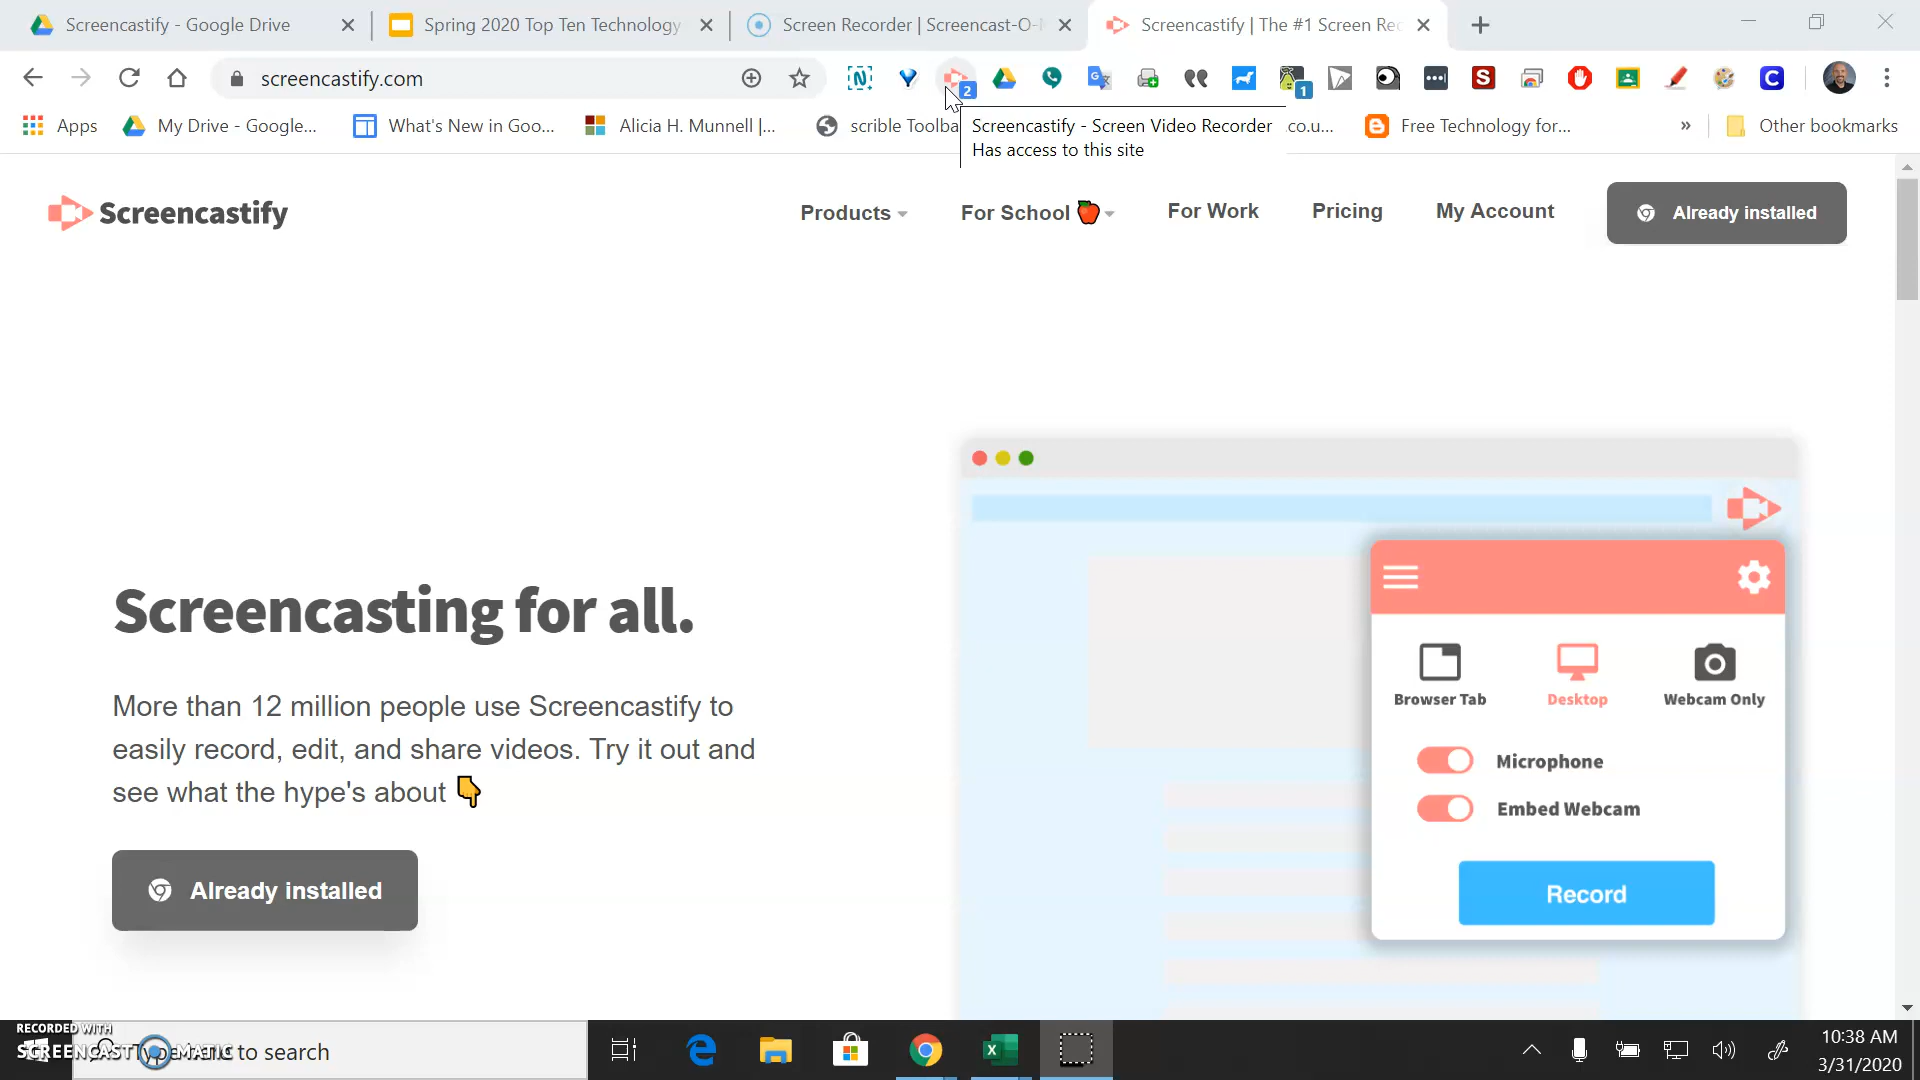 Screencastify - Google Drive
Spring 2020 Top Ten Technology
Screen Recorder | Screencast-O-
Screencastify | The #1 Screen Rec
screencastify.com
2
1
Apps
My Drive - Google...
What's New in Goo...
Alicia H. Munnell |...
scrible Toolba
.co.u...
Free Technology for...
»
Other bookmarks
Screencastify - Screen Video Recorder
Has access to this site
Screencastify
Products
For School
For Work
Pricing
My Account
Already installed
Screencasting for all.
More than 12 million people use Screencastify to
easily record, edit, and share videos. Try it out and
see what the hype's about
Already installed
Browser Tab
Desktop
Webcam Only
Microphone
Embed Webcam
Record
RECORDED WITH
SCREENCAST MATIC
to search
10:38 AM
3/31/2020